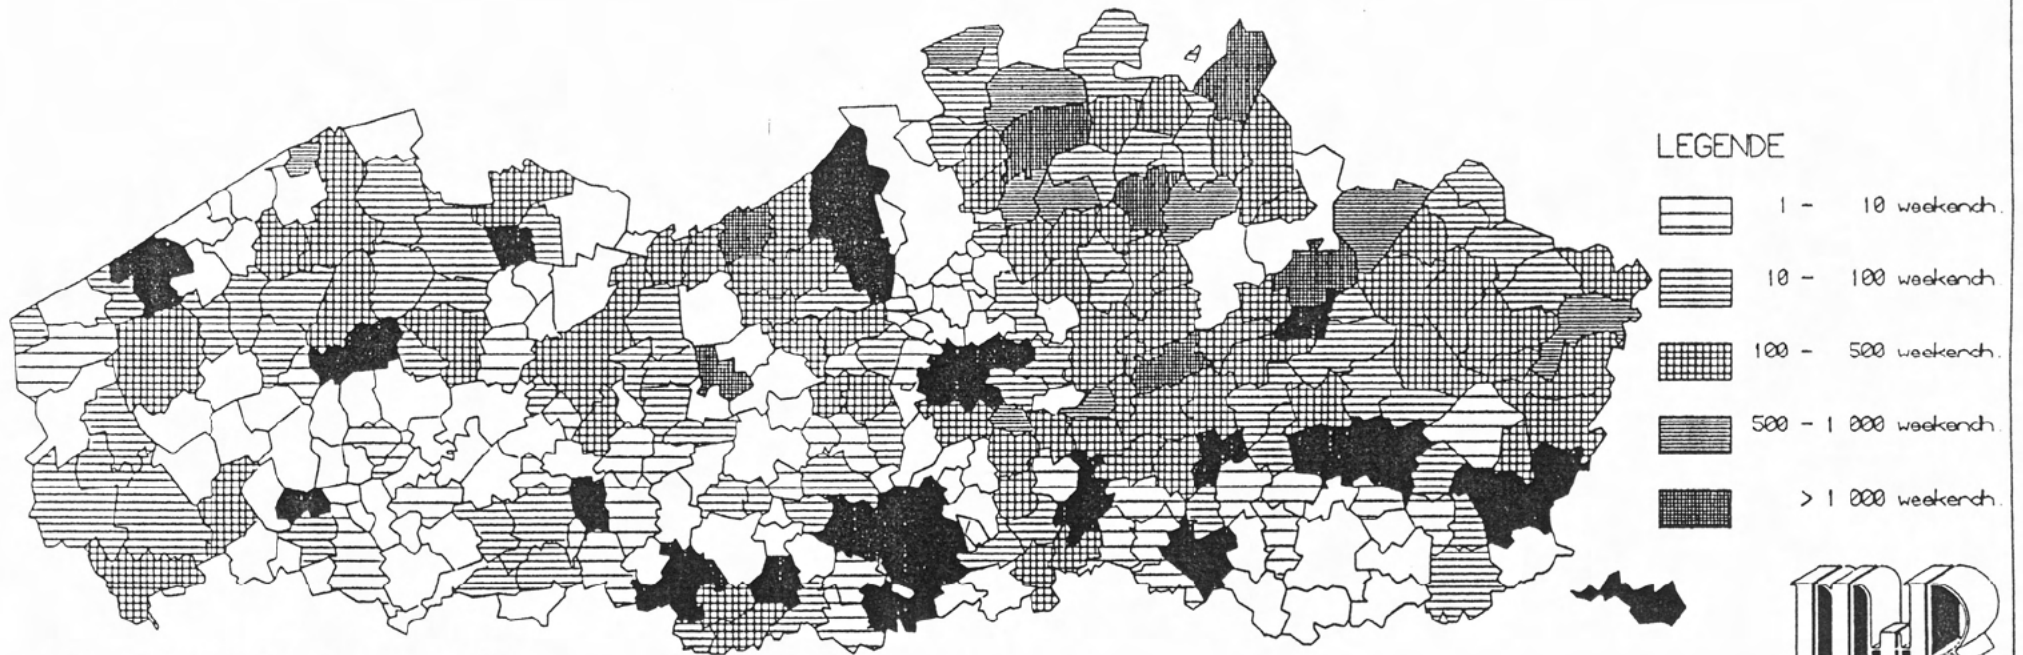 LEGENDE
1 - 10 weekendh.
10 - 100 weekendh.
100 - 500 weekendh.
500 - 1 000 weekendh.
> 1 000 weekendh.